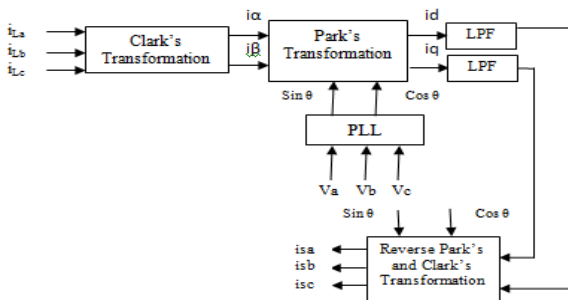 iLa
iLb
iLc
Clark's
Transformation
iα
iβ
Park's
Transformation
id
iq
LPF
LPF
Sin θ
Cos θ
PLL
Va
Vb
Vc
Sin θ
Cos θ
isa
isb
isc
Reverse Park's
and Clark's
Transformation